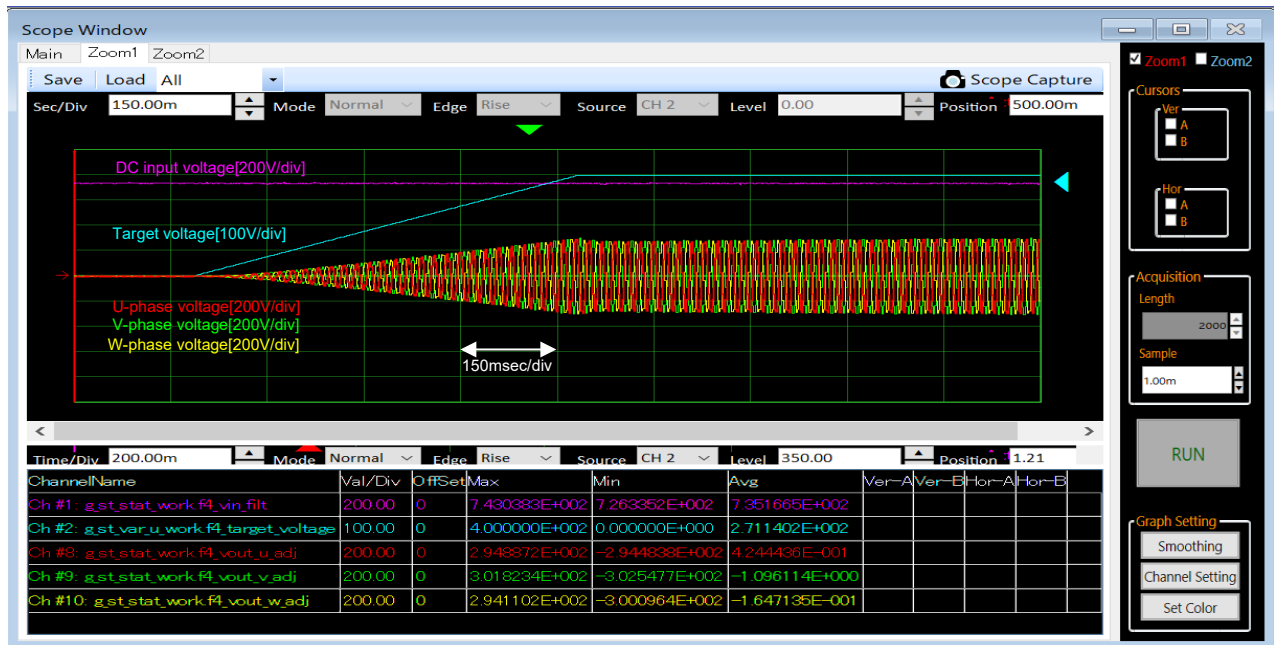 Scope Window
Main Zoom1 Zoom2
Save Load All Scope Capture
Sec/Div 150.00m Mode Normal Edge Rise Source CH 2 Level 0.00 Position 500.00m
DC input voltage[200V/div]
Target voltage[100V/div]
U-phase voltage[200V/div]
V-phase voltage[200V/div]
W-phase voltage[200V/div]
150msec/div
Time/Div 200.00m Mode Normal Edge Rise Source CH 2 Level 350.00 Position 1.21
ChannelName Val/Div OffSet Max Min Avg Ver-A Ver-B Hor-A Hor-B
Ch #1: g_st_stat_work.f4_vin_filt 200.00 0 7.430383E+002 7.263352E+002 7.351665E+002
Ch #2: g_st_var_u_work.f4_target_voltage 100.00 0 4.000000E+002 0.000000E+000 2.711402E+002
Ch #8: g_st_stat_work.f4_vout_u_adj 200.00 0 2.948872E+002 -2.944838E+002 4.244436E-001
Ch #9: g_st_stat_work.f4_vout_v_adj 200.00 0 3.018234E+002 -3.025477E+002 -1.096114E+000
Ch #10: g_st_stat_work.f4_vout_w_adj 200.00 0 2.941102E+002 -3.000964E+002 -1.647135E-001
Zoom1 Zoom2
Cursors
Ver
A
B
Hor
A
B
Acquisition
Length
2000
Sample
1.00m
RUN
Graph Setting
Smoothing
Channel Setting
Set Color